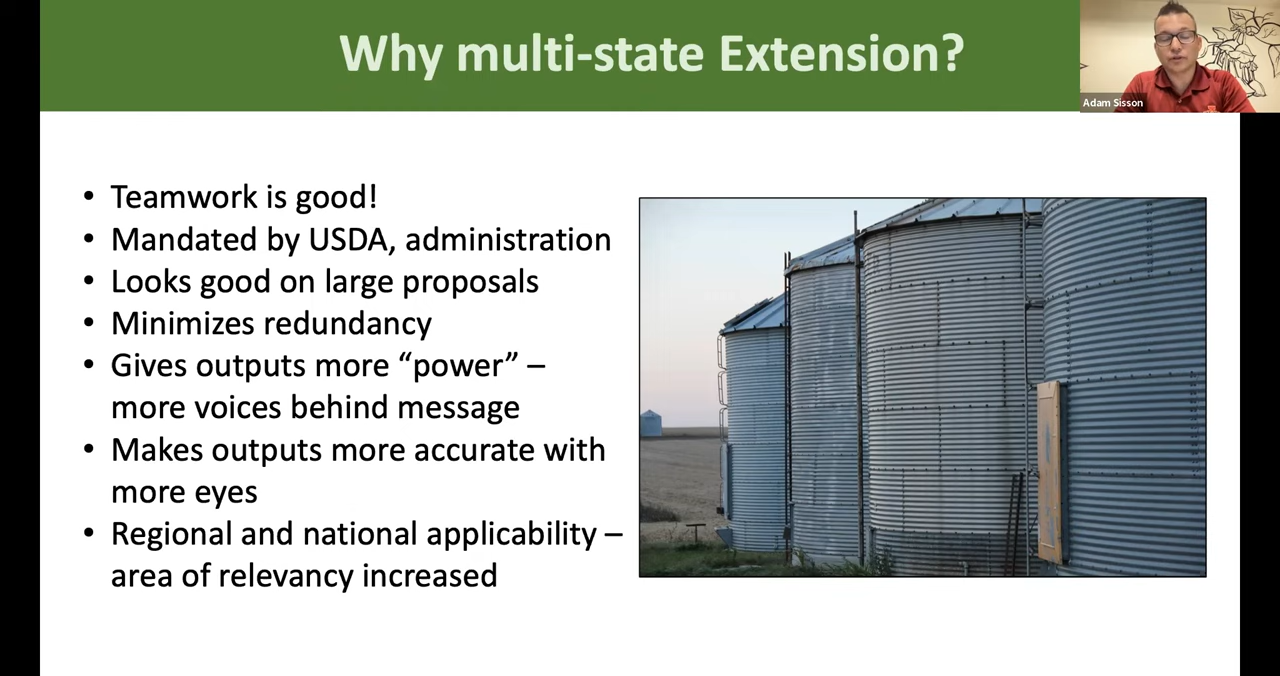 Why multi-state Extension?
Adam Sisson
• Teamwork is good!
• Mandated by USDA, administration
• Looks good on large proposals
• Minimizes redundancy
• Gives outputs more “power” –
more voices behind message
• Makes outputs more accurate with
more eyes
• Regional and national applicability –
area of relevancy increased